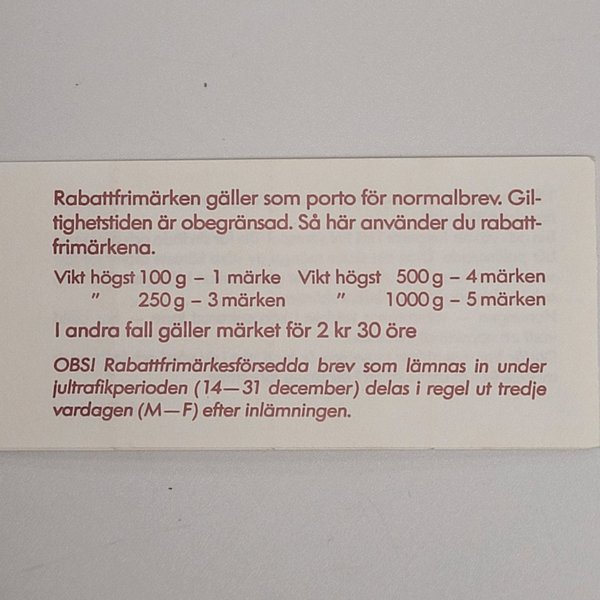 Rabattfrimärken gäller som porto för normalbrev. Gil-
tighetstiden är obegränsad. Så här använder du rabatt-
frimärkena.
Vikt högst 100 g – 1 märke Vikt högst 500 g – 4 märken
” 250 g – 3 märken ” 1000 g – 5 märken
I andra fall gäller märket för 2 kr 30 öre
OBS! Rabattfrimärkesförsedda brev som lämnas in under
jultrafikperioden (14—31 december) delas i regel ut tredje
vardagen (M—F) efter inlämningen.